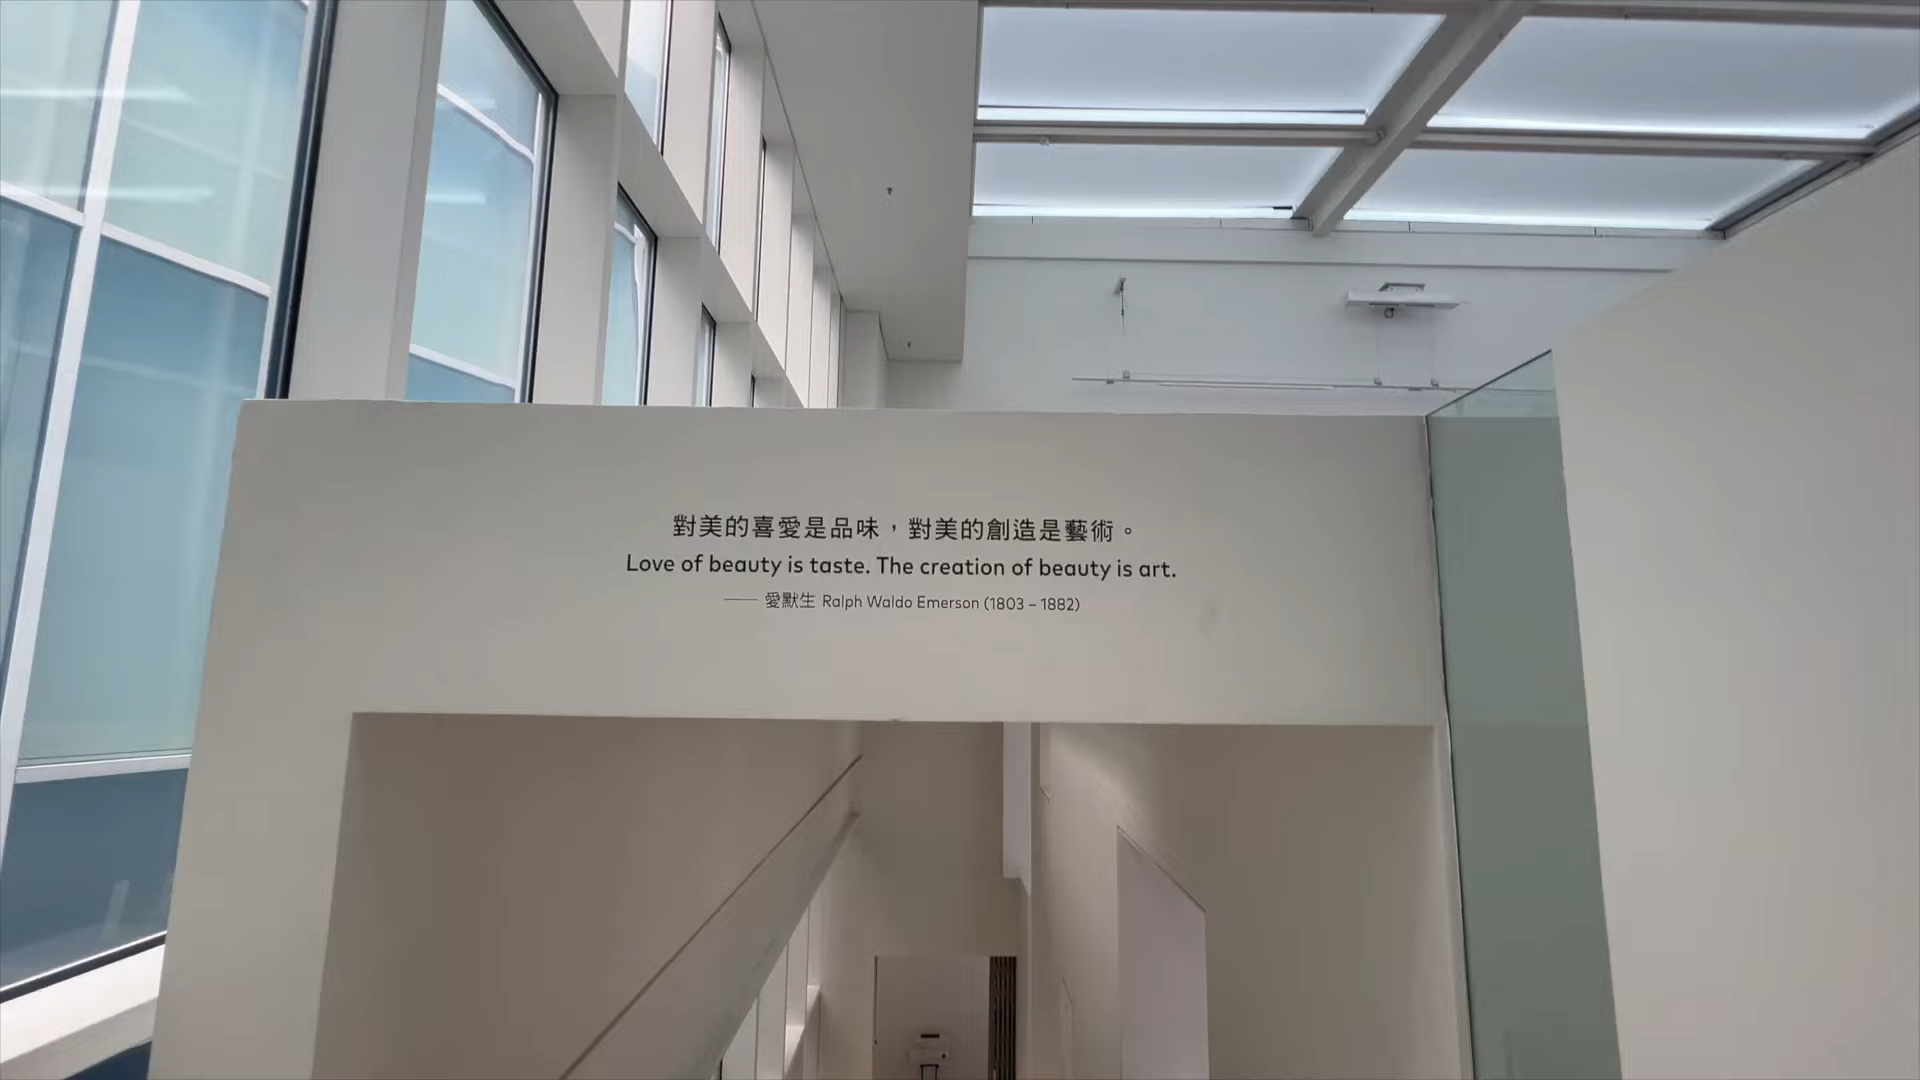 對美的喜愛是品味，對美的創造是藝術。
Love of beauty is taste. The creation of beauty is art.
—— 愛默生 Ralph Waldo Emerson (1803 – 1882)